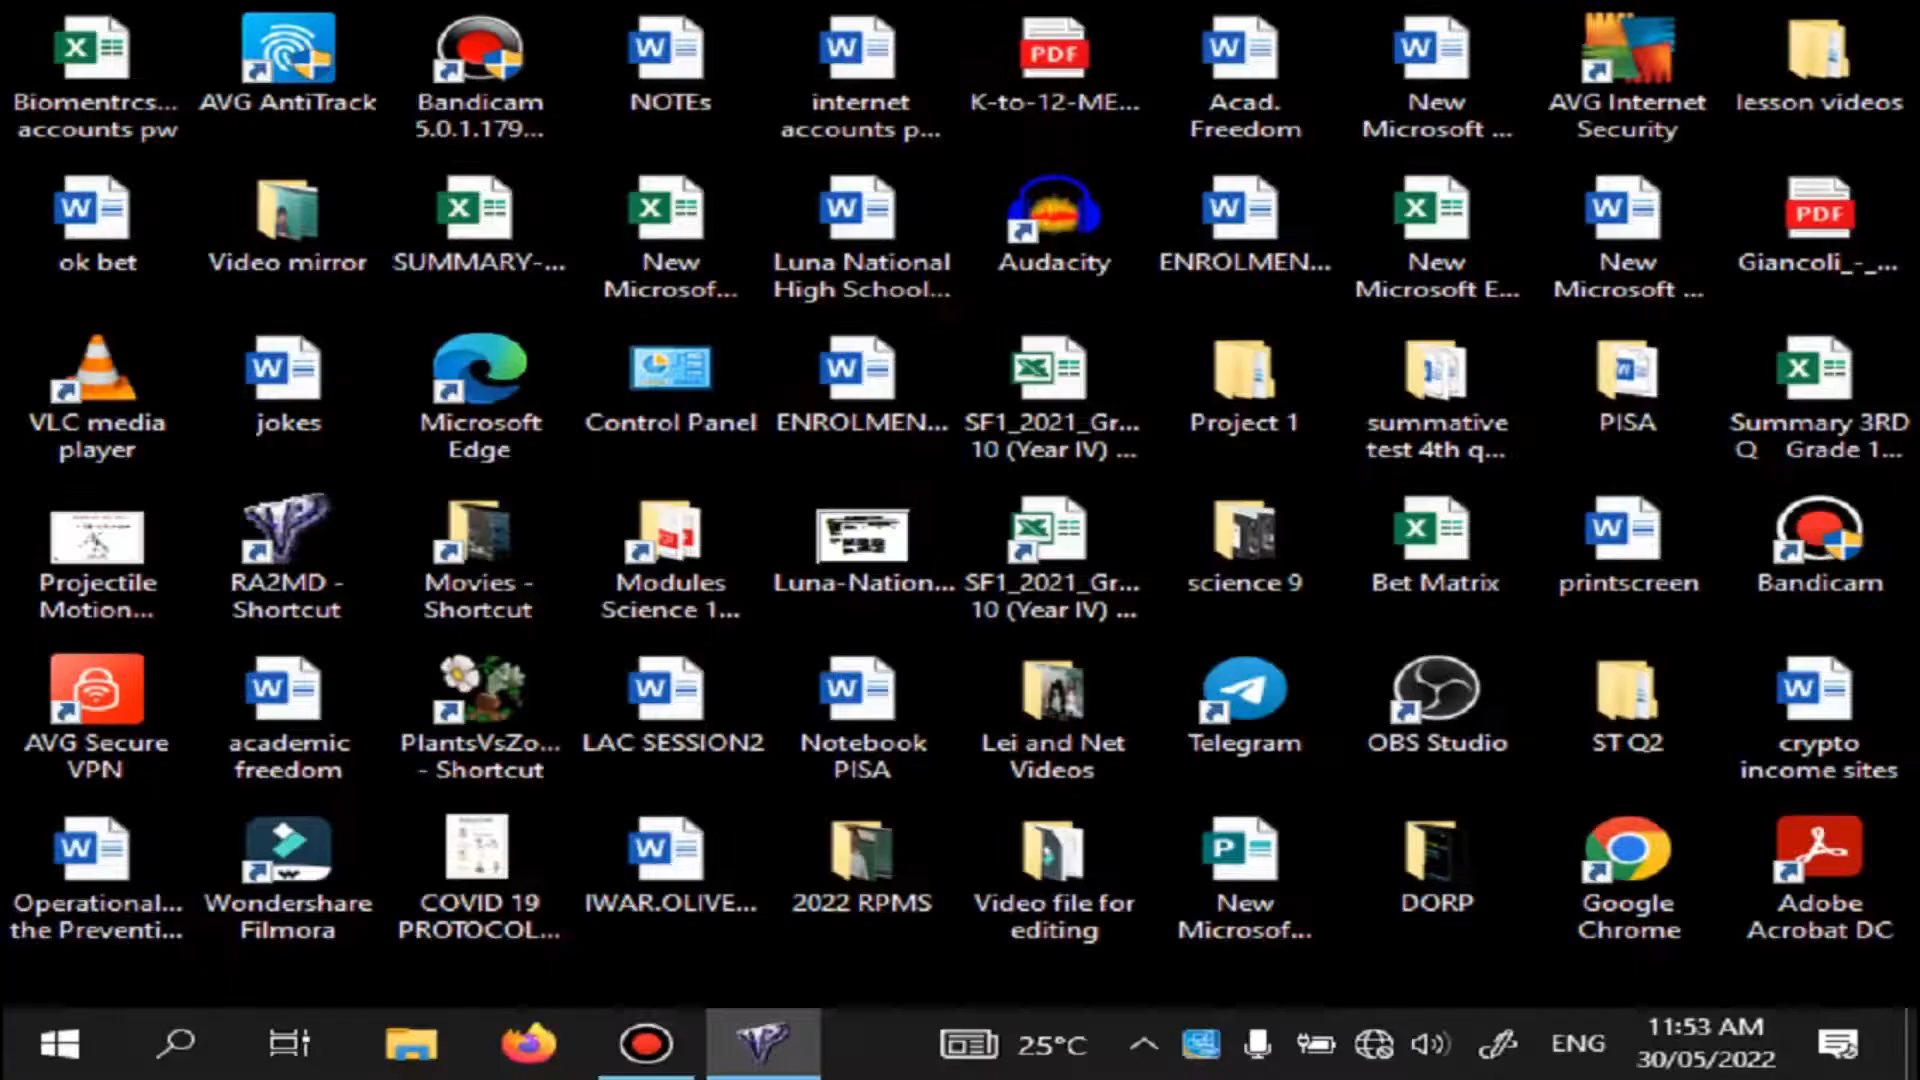 Biomentrcs... accounts pw
AVG AntiTrack
Bandicam 5.0.1.179...
NOTEs
internet accounts p...
K-to-12-ME...
Acad. Freedom
New Microsoft ...
AVG Internet Security
lesson videos
ok bet
Video mirror
SUMMARY-...
New Microsof...
Luna National High School...
Audacity
ENROLMEN...
New Microsoft E...
New Microsoft ...
Giancoli_-_...
VLC media player
jokes
Microsoft Edge
Control Panel
ENROLMEN...
SF1_2021_Gr... 10 (Year IV) ...
Project 1
summative test 4th q...
PISA
Summary 3RD Q Grade 1...
Projectile Motion...
RA2MD - Shortcut
Movies - Shortcut
Modules Science 1...
Luna-Nation...
SF1_2021_Gr... 10 (Year IV) ...
science 9
Bet Matrix
printscreen
Bandicam
AVG Secure VPN
academic freedom
PlantsVsZo... - Shortcut
LAC SESSION2
Notebook PISA
Lei and Net Videos
Telegram
OBS Studio
ST Q2
crypto income sites
Operational... the Preventi...
Wondershare Filmora
COVID 19 PROTOCOL...
IWAR.OLIVE...
2022 RPMS
Video file for editing
New Microsof...
DORP
Google Chrome
Adobe Acrobat DC
25°C
ENG
11:53 AM
30/05/2022